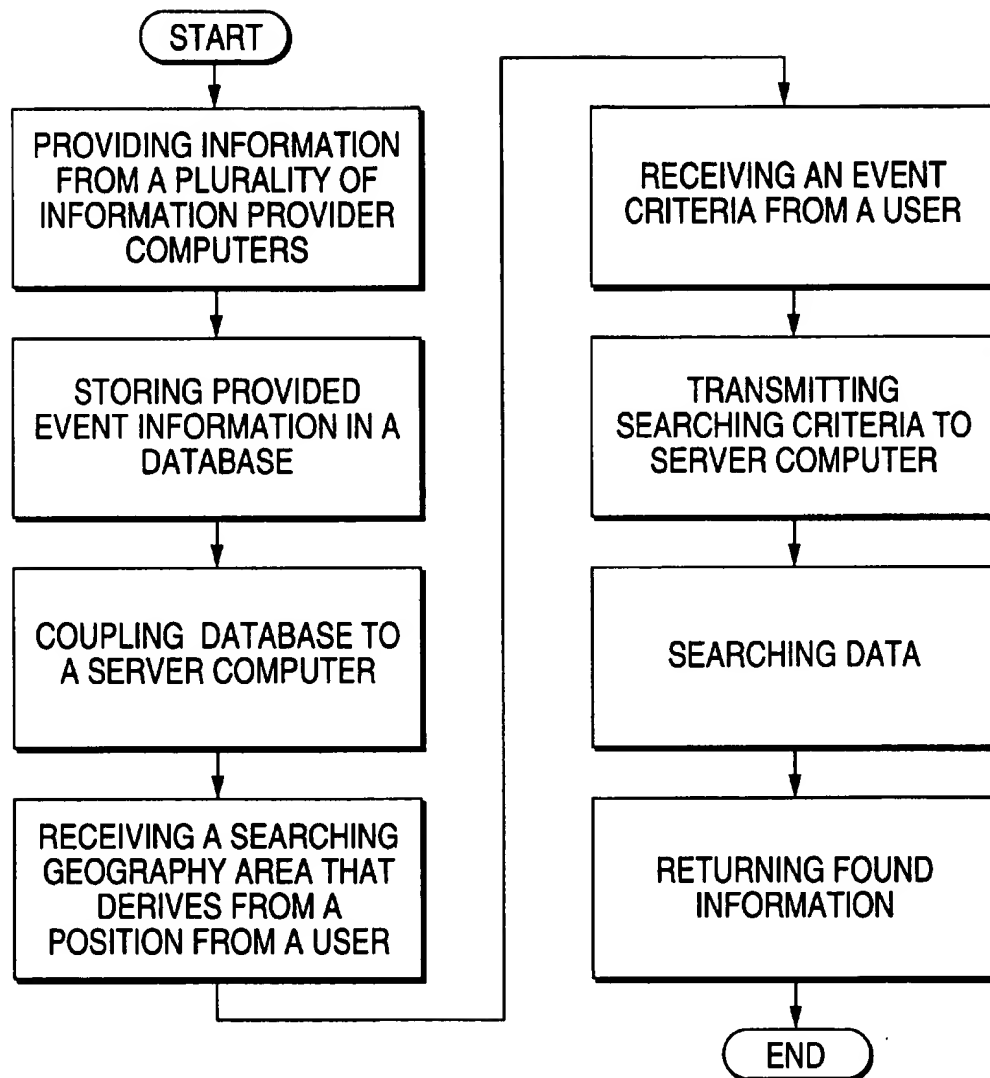 START
PROVIDING INFORMATION
FROM A PLURALITY OF
INFORMATION PROVIDER
COMPUTERS
STORING PROVIDED
EVENT INFORMATION IN A
DATABASE
COUPLING DATABASE TO
A SERVER COMPUTER
RECEIVING A SEARCHING
GEOGRAPHY AREA THAT
DERIVES FROM A
POSITION FROM A USER
RECEIVING AN EVENT
CRITERIA FROM A USER
TRANSMITTING
SEARCHING CRITERIA TO
SERVER COMPUTER
SEARCHING DATA
RETURNING FOUND
INFORMATION
END